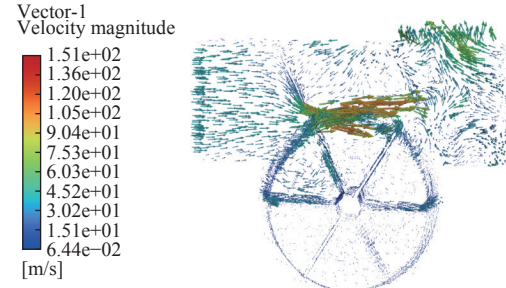 Vector-1
Velocity magnitude
1.51e+02
1.36e+02
1.20e+02
1.05e+02
9.04e+01
7.53e+01
6.03e+01
4.52e+01
3.02e+01
1.51e+01
6.44e−02
[m/s]